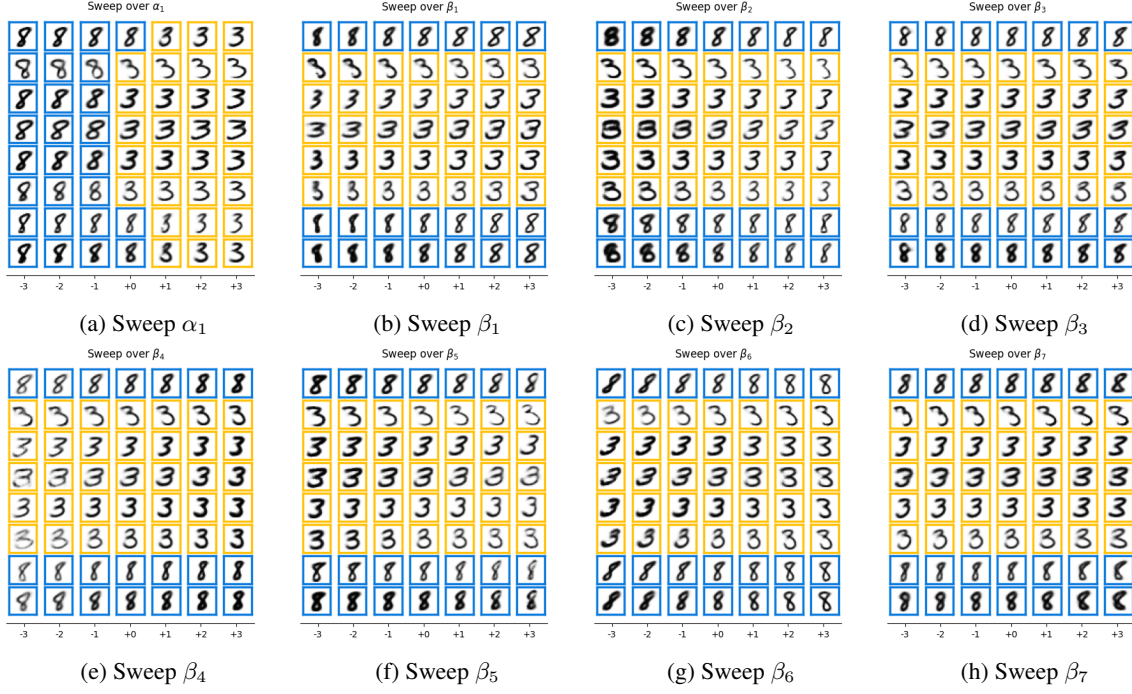 Sweep over α₁
Sweep over β₁
Sweep over β₂
Sweep over β₃
-3 -2 -1 +0 +1 +2 +3
-3 -2 -1 +0 +1 +2 +3
-3 -2 -1 +0 +1 +2 +3
-3 -2 -1 +0 +1 +2 +3
(a) Sweep α₁
(b) Sweep β₁
(c) Sweep β₂
(d) Sweep β₃
Sweep over β₄
Sweep over β₅
Sweep over β₆
Sweep over β₇
-3 -2 -1 +0 +1 +2 +3
-3 -2 -1 +0 +1 +2 +3
-3 -2 -1 +0 +1 +2 +3
-3 -2 -1 +0 +1 +2 +3
(e) Sweep β₄
(f) Sweep β₅
(g) Sweep β₆
(h) Sweep β₇